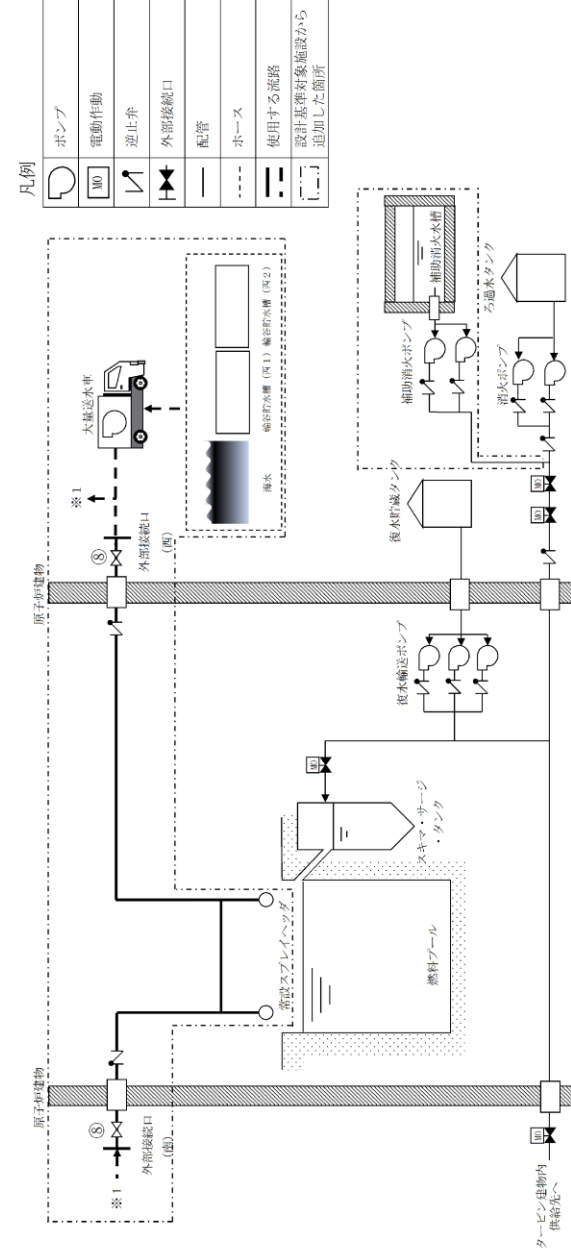 凡例
ポンプ
MO
電動作動
逆止弁
外部接続口
配管
ホース
使用する流路
設計基準対象施設から
追加した箇所
原子炉建物
※1
⑧
外部接続口
(南)
常設スプレイヘッダ
燃料プール
スキマ・サージ
・タンク
MO
原子炉建物
⑧
外部接続口
(西)
※1
大量送水車
海水
輪谷貯水槽(西1)
輪谷貯水槽(西2)
復水輸送ポンプ
復水貯蔵タンク
補助消火ポンプ
補助消火水槽
消火ポンプ
ろ過水タンク
MO
MO
MO
タービン建物内
供給先へ